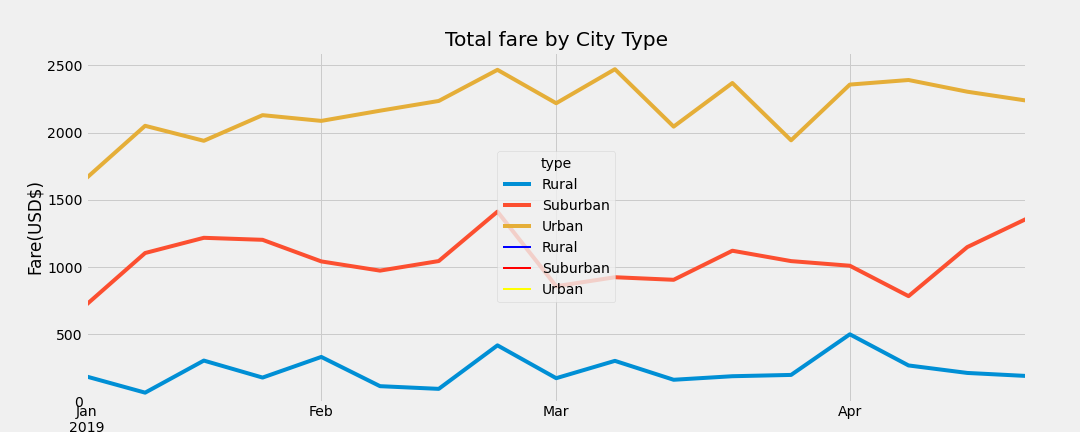 Total fare by City Type
Fare(USD$)
2500
2000
1500
1000
500
0
type
Rural
Suburban
Urban
Rural
Suburban
Urban
Jan
2019
Feb
Mar
Apr